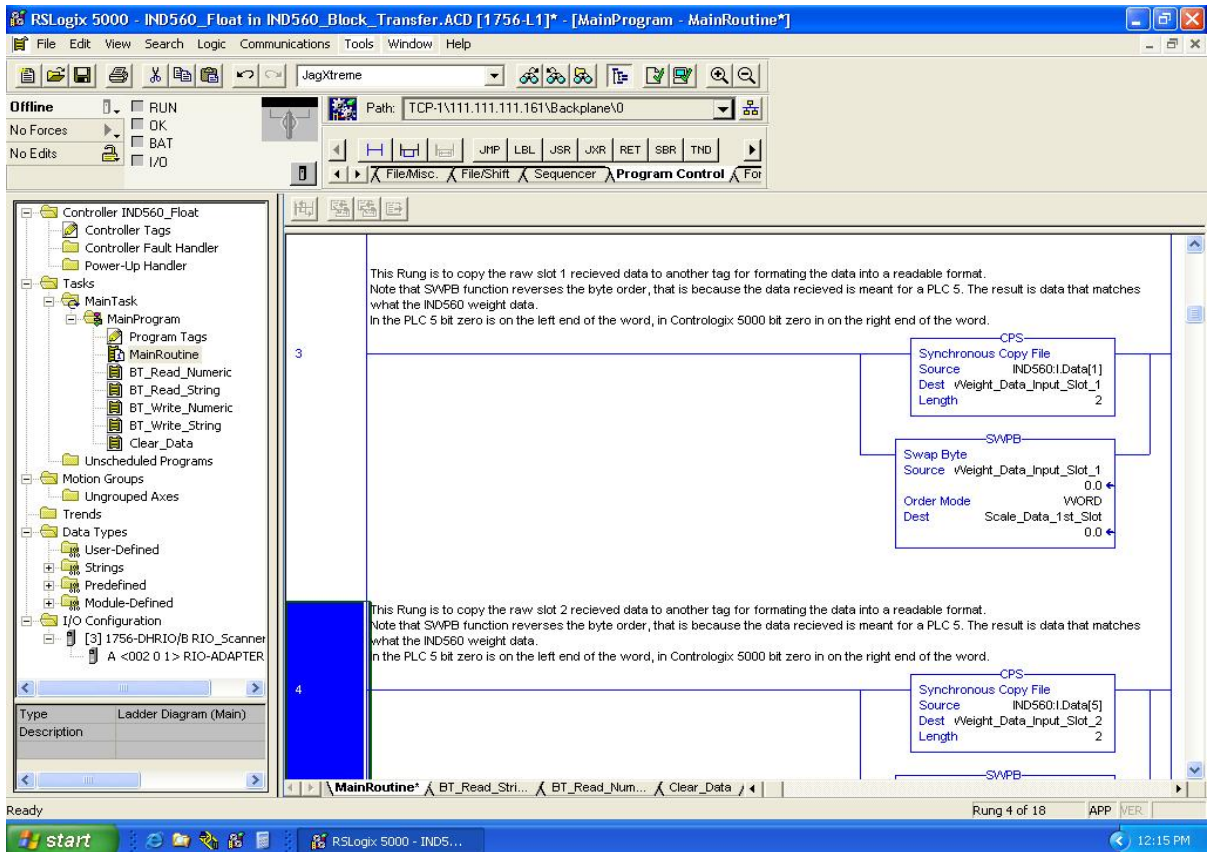 RSLogix 5000 - IND560_Float in IND560_Block_Transfer.ACD [1756-L1]* - [MainProgram - MainRoutine*]
File Edit View Search Logic Communications Tools Window Help
JagXtreme
Offline
RUN
No Forces
OK
BAT
No Edits
I/O
Path: TCP-1\111.111.111.161\Backplane\0
JMP LBL JSR JXR RET SBR TND
File/Misc. File/Shift Sequencer Program Control For
Controller IND560_Float
Controller Tags
Controller Fault Handler
Power-Up Handler
Tasks
MainTask
MainProgram
Program Tags
MainRoutine
BT_Read_Numeric
BT_Read_String
BT_Write_Numeric
BT_Write_String
Clear_Data
Unscheduled Programs
Motion Groups
Ungrouped Axes
Trends
Data Types
User-Defined
Strings
Predefined
Module-Defined
I/O Configuration
[3] 1756-DHRIO/B RIO_Scanner
A <002 0 1> RIO-ADAPTER
Type Ladder Diagram (Main)
Description
This Rung is to copy the raw slot 1 recieved data to another tag for formating the data into a readable format.
Note that SWPB function reverses the byte order, that is because the data recieved is meant for a PLC 5. The result is data that matches
what the IND560 weight data.
In the PLC 5 bit zero is on the left end of the word, in Contrologix 5000 bit zero in on the right end of the word.
3
CPS
Synchronous Copy File
Source IND560:I.Data[1]
Dest Weight_Data_Input_Slot_1
Length 2
SWPB
Swap Byte
Source Weight_Data_Input_Slot_1
0.0
Order Mode WORD
Dest Scale_Data_1st_Slot
0.0
This Rung is to copy the raw slot 2 recieved data to another tag for formating the data into a readable format.
Note that SWPB function reverses the byte order, that is because the data recieved is meant for a PLC 5. The result is data that matches
what the IND560 weight data.
In the PLC 5 bit zero is on the left end of the word, in Contrologix 5000 bit zero in on the right end of the word.
4
CPS
Synchronous Copy File
Source IND560:I.Data[5]
Dest Weight_Data_Input_Slot_2
Length 2
SWPB
MainRoutine* BT_Read_Stri... BT_Read_Num... Clear_Data
Ready
Rung 4 of 18
APP
VER
start
RSLogix 5000 - IND5...
12:15 PM